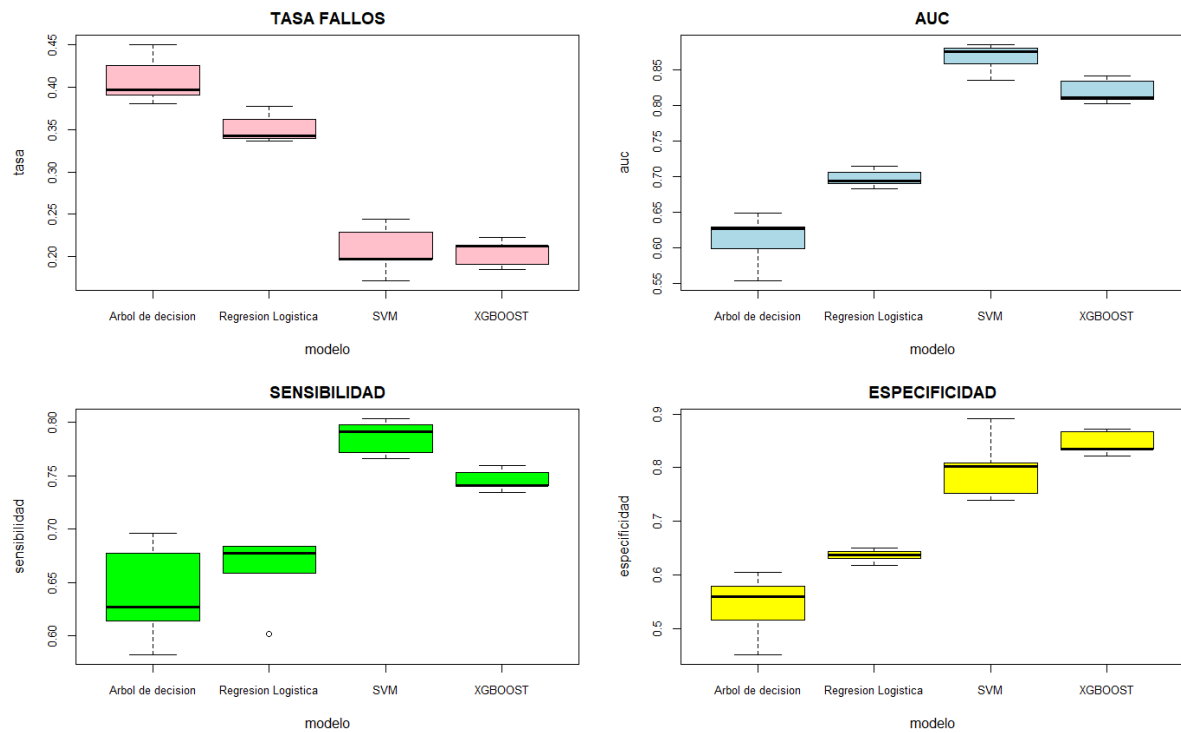 TASA FALLOS
tasa
0.45
0.40
0.35
0.30
0.25
0.20
Arbol de decision Regresion Logistica SVM XGBOOST
modelo
AUC
auc
0.85
0.80
0.75
0.70
0.65
0.60
0.55
Arbol de decision Regresion Logistica SVM XGBOOST
modelo
SENSIBILIDAD
sensibilidad
0.80
0.75
0.70
0.65
0.60
Arbol de decision Regresion Logistica SVM XGBOOST
modelo
ESPECIFICIDAD
especificidad
0.9
0.8
0.7
0.6
0.5
Arbol de decision Regresion Logistica SVM XGBOOST
modelo